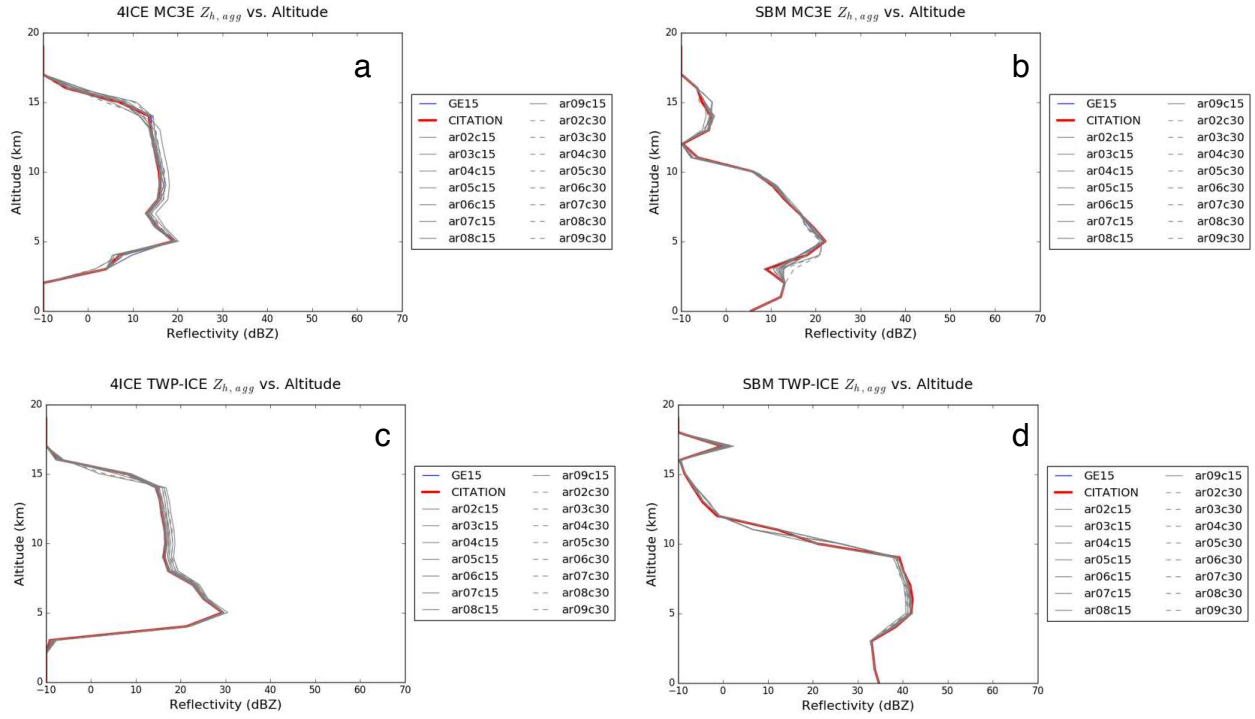 4ICE MC3E Z_{h, agg} vs. Altitude
a
20
15
10
5
0
Altitude (km)
−10 0 10 20 30 40 50 60 70
Reflectivity (dBZ)
GE15 ar09c15
CITATION ar02c30
ar02c15 ar03c30
ar03c15 ar04c30
ar04c15 ar05c30
ar05c15 ar06c30
ar06c15 ar07c30
ar07c15 ar08c30
ar08c15 ar09c30
SBM MC3E Z_{h, agg} vs. Altitude
b
20
15
10
5
0
Altitude (km)
−10 0 10 20 30 40 50 60 70
Reflectivity (dBZ)
GE15 ar09c15
CITATION ar02c30
ar02c15 ar03c30
ar03c15 ar04c30
ar04c15 ar05c30
ar05c15 ar06c30
ar06c15 ar07c30
ar07c15 ar08c30
ar08c15 ar09c30
4ICE TWP-ICE Z_{h, agg} vs. Altitude
c
20
15
10
5
0
Altitude (km)
−10 0 10 20 30 40 50 60 70
Reflectivity (dBZ)
GE15 ar09c15
CITATION ar02c30
ar02c15 ar03c30
ar03c15 ar04c30
ar04c15 ar05c30
ar05c15 ar06c30
ar06c15 ar07c30
ar07c15 ar08c30
ar08c15 ar09c30
SBM TWP-ICE Z_{h, agg} vs. Altitude
d
20
15
10
5
0
Altitude (km)
−10 0 10 20 30 40 50 60 70
Reflectivity (dBZ)
GE15 ar09c15
CITATION ar02c30
ar02c15 ar03c30
ar03c15 ar04c30
ar04c15 ar05c30
ar05c15 ar06c30
ar06c15 ar07c30
ar07c15 ar08c30
ar08c15 ar09c30